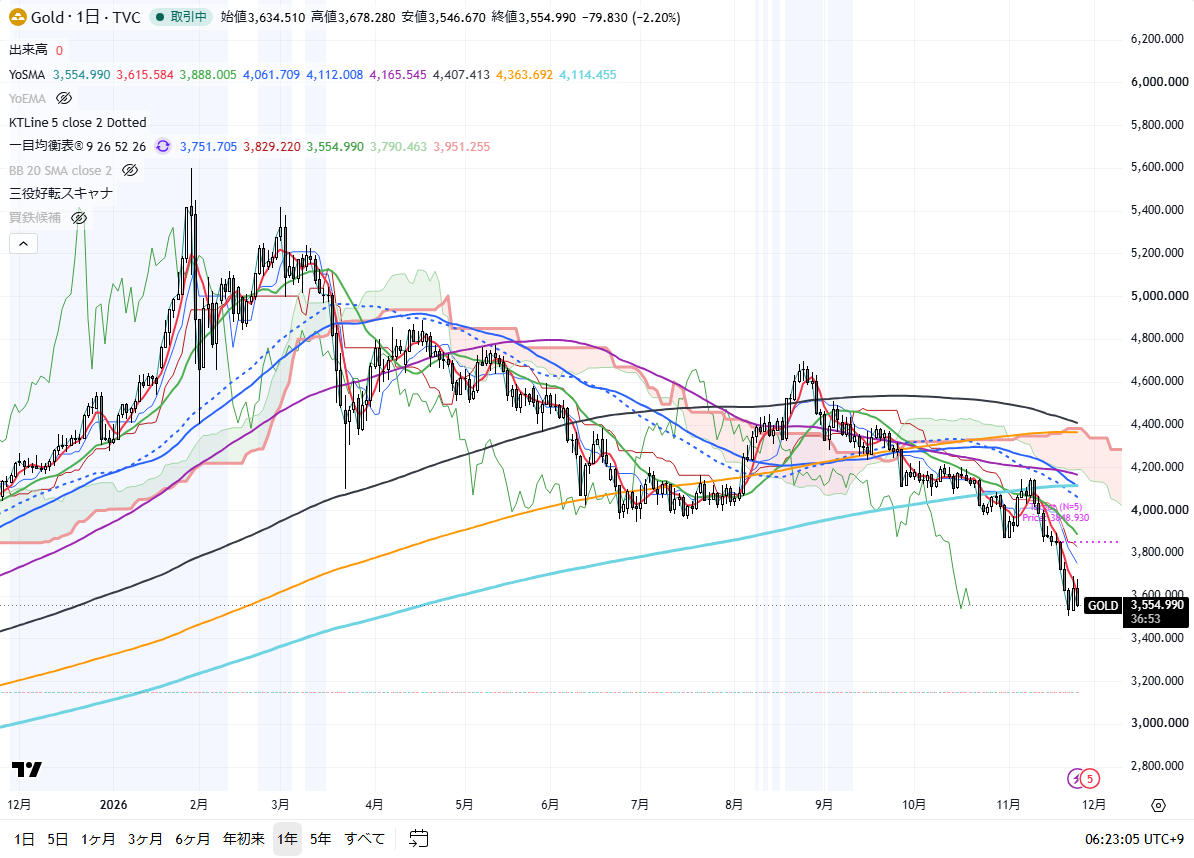 Gold · 1日 · TVC 取引中 始値3,634.510 高値3,678.280 安値3,546.670 終値3,554.990 −79.830 (−2.20%)
出来高 0
YoSMA 3,554.990 3,615.584 3,888.005 4,061.709 4,112.008 4,165.545 4,407.413 4,363.692 4,114.455
YoEMA
KTLine 5 close 2 Dotted
一目均衡表® 9 26 52 26 3,751.705 3,829.220 3,554.990 3,790.463 3,951.255
BB 20 SMA close 2
三役好転スキャナ
買鉄候補
6,200.000
6,000.000
5,800.000
5,600.000
5,400.000
5,200.000
5,000.000
4,800.000
4,600.000
4,400.000
4,200.000
4,000.000
3,800.000
3,600.000
3,400.000
3,200.000
3,000.000
2,800.000
(N=5)
Price:
GOLD 3,554.990
36:53
5
12月 2026 2月 3月 4月 5月 6月 7月 8月 9月 10月 11月 12月
1日 5日 1ヶ月 3ヶ月 6ヶ月 年初来 1年 5年 すべて 06:23:05 UTC+9